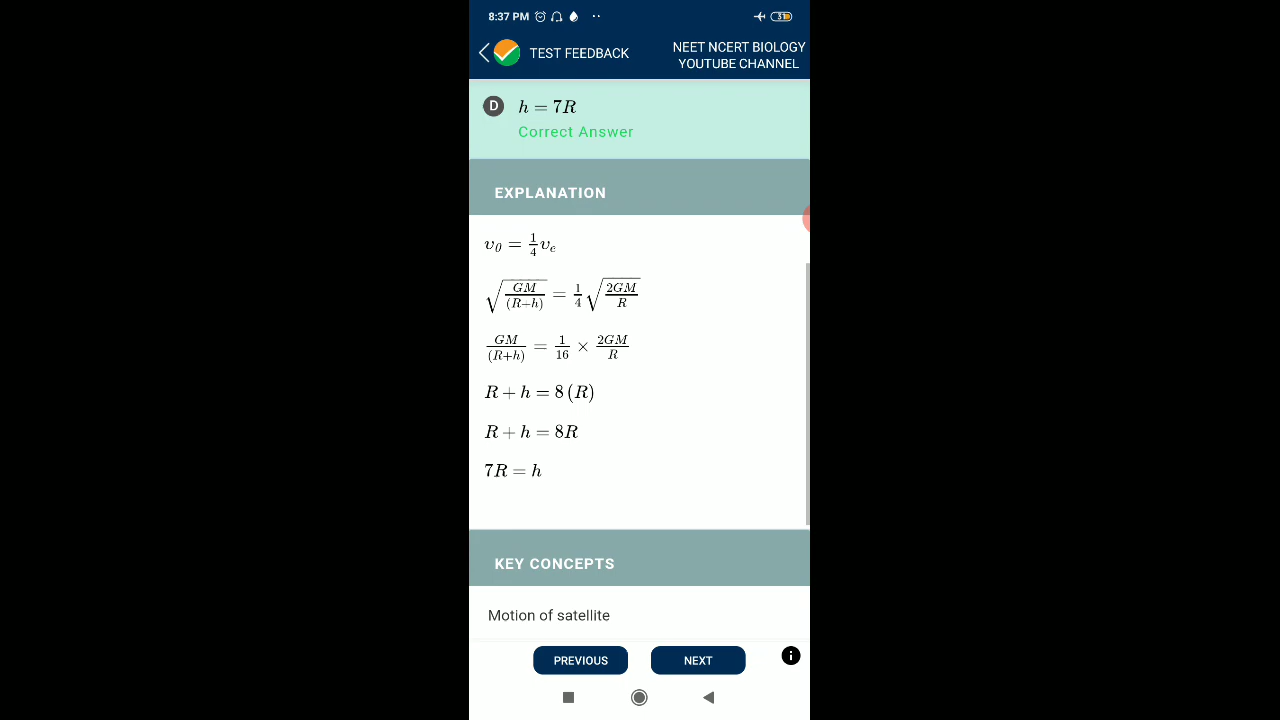 8:37 PM
31
TEST FEEDBACK
NEET NCERT BIOLOGY
YOUTUBE CHANNEL
D h = 7R
Correct Answer
EXPLANATION
v₀ = 1/4 vₑ
√(GM/(R+h)) = 1/4 √(2GM/R)
GM/(R+h) = 1/16 × 2GM/R
R + h = 8 (R)
R + h = 8R
7R = h
KEY CONCEPTS
Motion of satellite
PREVIOUS
NEXT